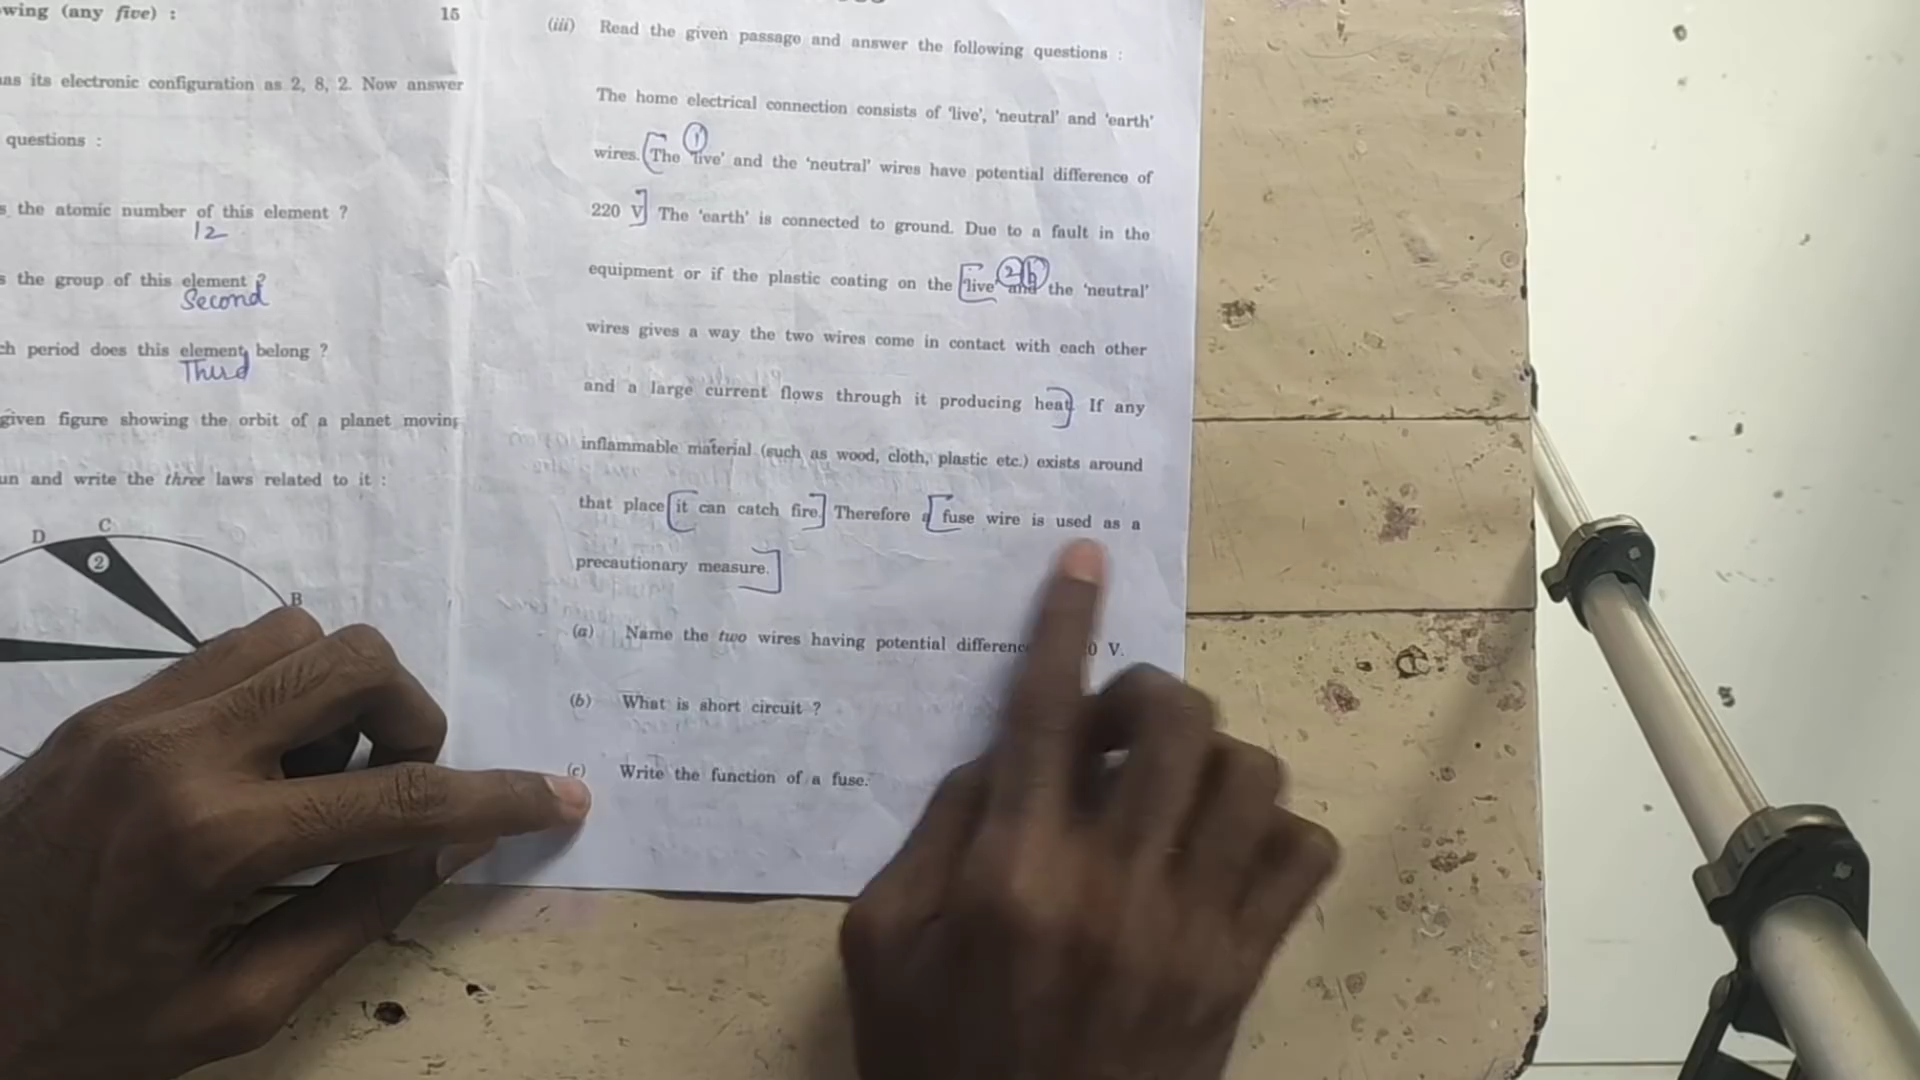 wing (any five) :
15
as its electronic configuration as 2, 8, 2. Now answer
questions :
the atomic number of this element ?
12
the group of this element ?
Second
period does this element belong ?
Third
given figure showing the orbit of a planet moving
and write the three laws related to it :
D
C
2
B
(iii) Read the given passage and answer the following questions :
The home electrical connection consists of 'live', 'neutral' and 'earth'
1
wires. The 'live' and the 'neutral' wires have potential difference of
220 V The 'earth' is connected to ground. Due to a fault in the
2 b
equipment or if the plastic coating on the 'live' and the 'neutral'
wires gives a way the two wires come in contact with each other
and a large current flows through it producing heat If any
inflammable material (such as wood, cloth, plastic etc.) exists around
that place it can catch fire. Therefore a fuse wire is used as a
precautionary measure.
(a) Name the two wires having potential difference 0 V.
(b) What is short circuit ?
(c) Write the function of a fuse.